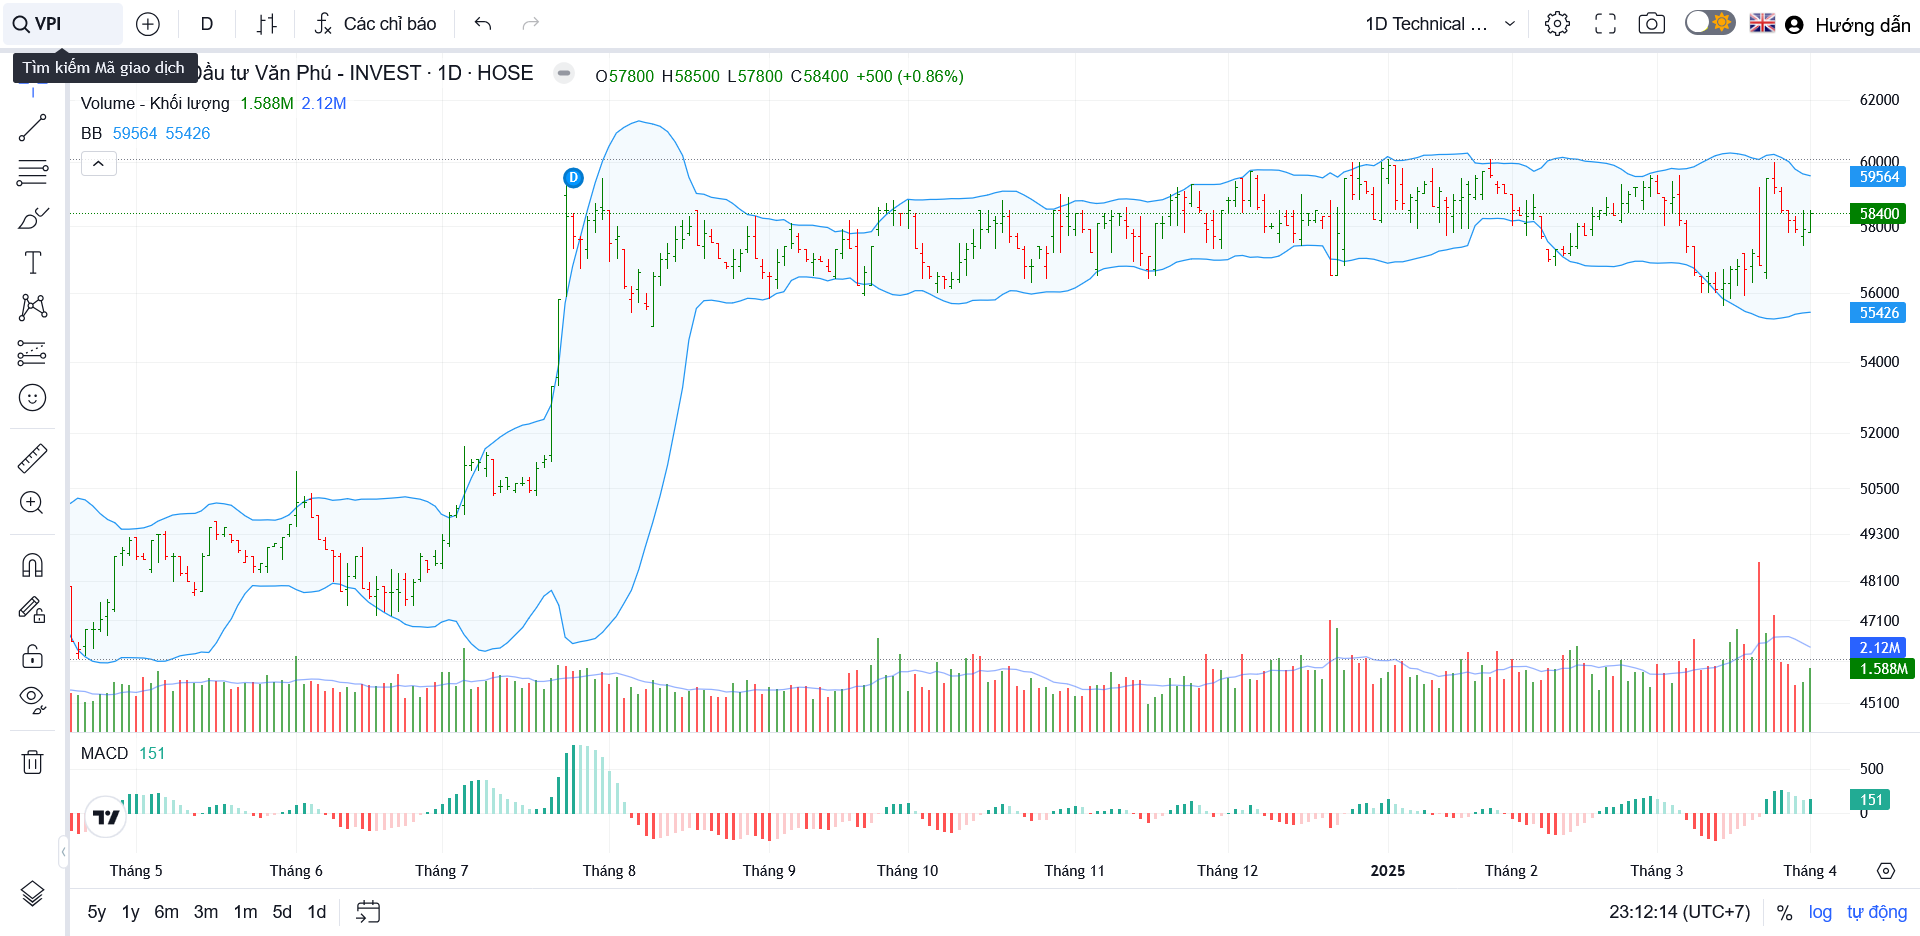 VPI
D
Các chỉ báo
1D Technical ...
Hướng dẫn
Tìm kiếm Mã giao dịch
Đầu tư Văn Phú - INVEST · 1D · HOSE
O57800 H58500 L57800 C58400 +500 (+0.86%)
Volume - Khối lượng 1.588M 2.12M
BB 59564 55426
D
62000
60000
59564
58400
58000
56000
55426
54000
52000
50500
49300
48100
47100
2.12M
1.588M
45100
MACD 151
500
151
0
Tháng 5
Tháng 6
Tháng 7
Tháng 8
Tháng 9
Tháng 10
Tháng 11
Tháng 12
2025
Tháng 2
Tháng 3
Tháng 4
5y 1y 6m 3m 1m 5d 1d
23:12:14 (UTC+7)
% log tự động